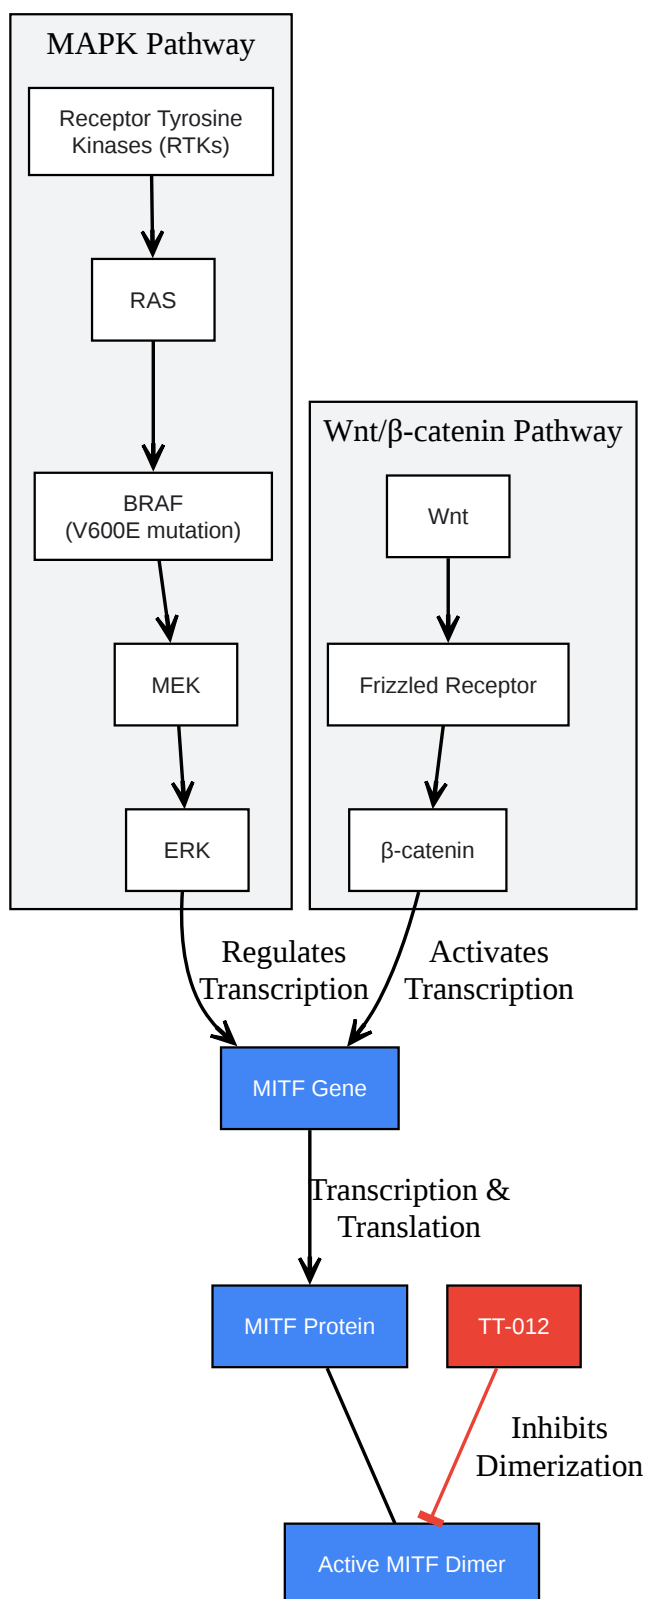 MAPK Pathway
Receptor Tyrosine
Kinases (RTKs)
RAS
BRAF
(V600E mutation)
MEK
ERK
Wnt/β-catenin Pathway
Wnt
Frizzled Receptor
β-catenin
Regulates
Transcription
Activates
Transcription
MITF Gene
Transcription &
Translation
MITF Protein
TT-012
Inhibits
Dimerization
Active MITF Dimer